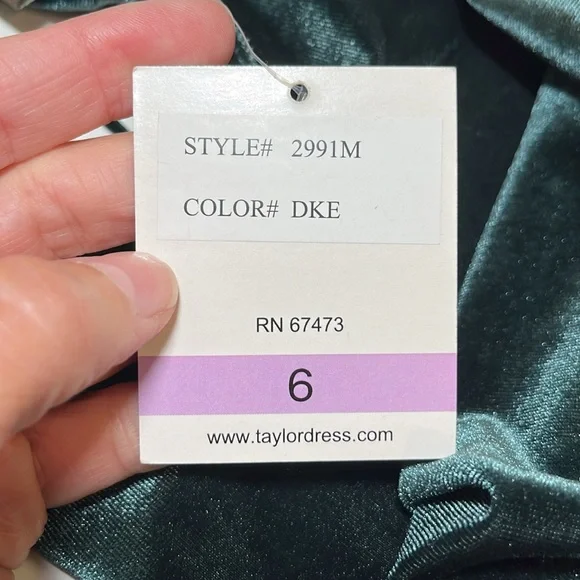 STYLE# 2991M
COLOR# DKE
RN 67473
6
www.taylordress.com